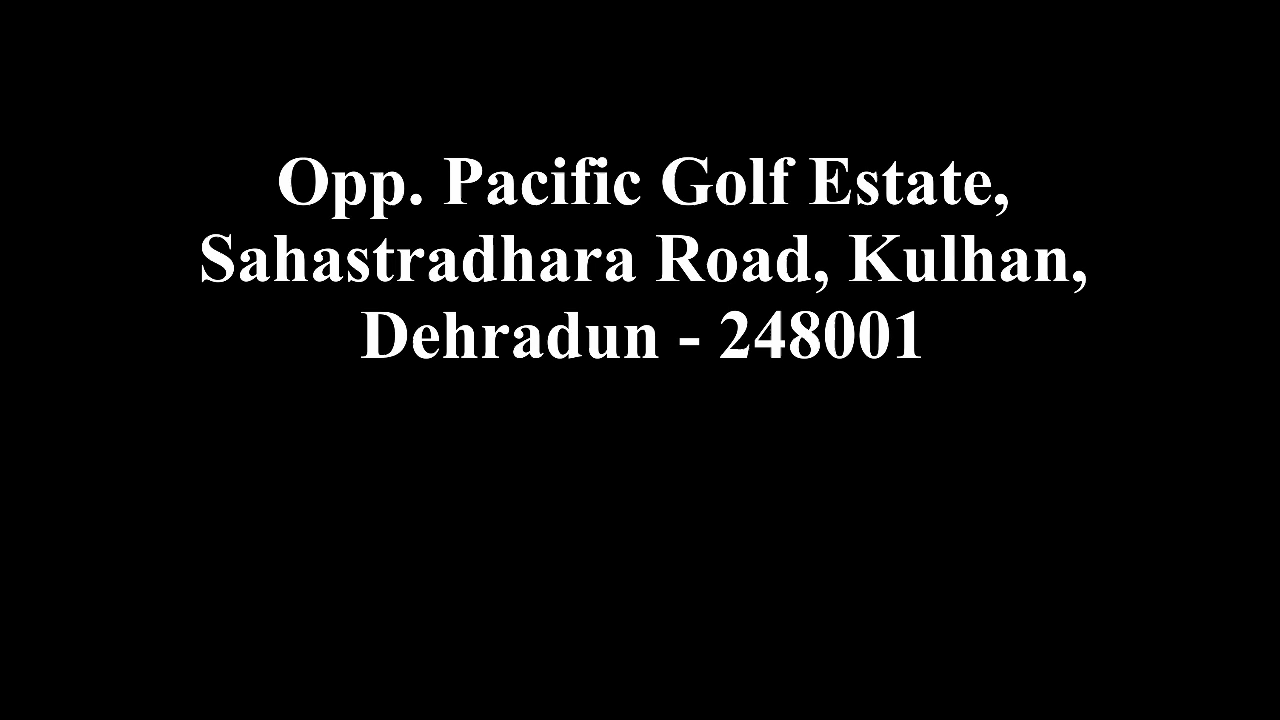 Opp. Pacific Golf Estate,
Sahastradhara Road, Kulhan,
Dehradun - 248001